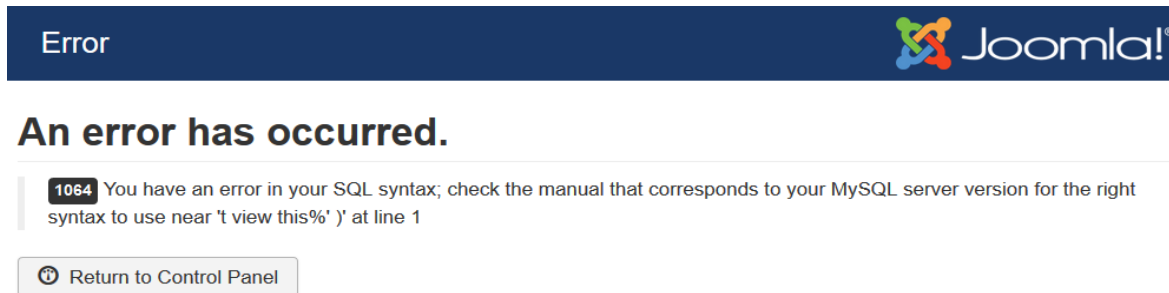 Error
Joomla!®
An error has occurred.
1064 You have an error in your SQL syntax; check the manual that corresponds to your MySQL server version for the right
syntax to use near 't view this%' )' at line 1
Return to Control Panel